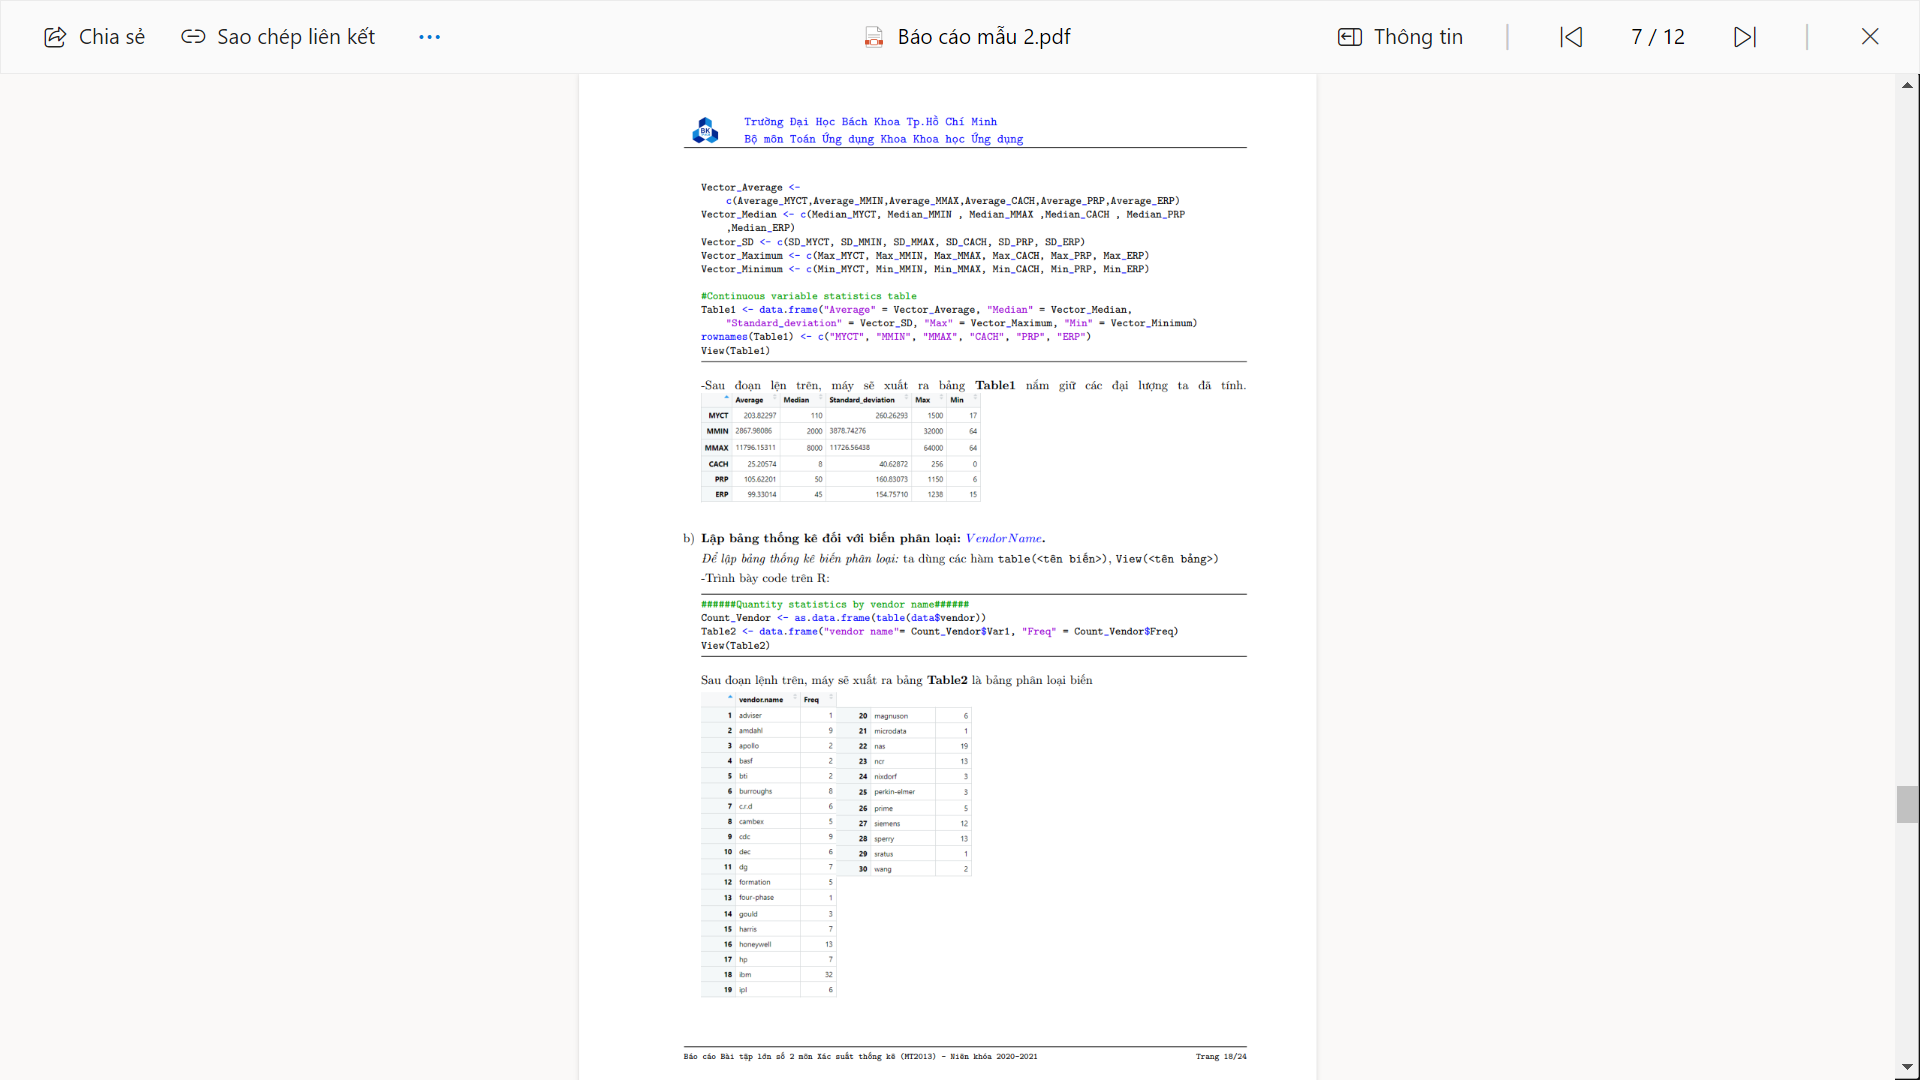 Chia sẻ Sao chép liên kết ... Báo cáo mẫu 2.pdf Thông tin 7 / 12
BK
Trường Đại Học Bách Khoa Tp.Hồ Chí Minh
Bộ môn Toán Ứng dụng Khoa Khoa học Ứng dụng
Vector_Average <-
c(Average_MYCT,Average_MMIN,Average_MMAX,Average_CACH,Average_PRP,Average_ERP)
Vector_Median <- c(Median_MYCT, Median_MMIN , Median_MMAX ,Median_CACH , Median_PRP
,Median_ERP)
Vector_SD <- c(SD_MYCT, SD_MMIN, SD_MMAX, SD_CACH, SD_PRP, SD_ERP)
Vector_Maximum <- c(Max_MYCT, Max_MMIN, Max_MMAX, Max_CACH, Max_PRP, Max_ERP)
Vector_Minimum <- c(Min_MYCT, Min_MMIN, Min_MMAX, Min_CACH, Min_PRP, Min_ERP)
#Continuous variable statistics table
Table1 <- data.frame("Average" = Vector_Average, "Median" = Vector_Median,
"Standard_deviation" = Vector_SD, "Max" = Vector_Maximum, "Min" = Vector_Minimum)
rownames(Table1) <- c("MYCT", "MMIN", "MMAX", "CACH", "PRP", "ERP")
View(Table1)
-Sau đoạn lện trên, máy sẽ xuất ra bảng Table1 nắm giữ các đại lượng ta đã tính.
Average Median Standard_deviation Max Min
MYCT 203.82297 110 260.26293 1500 17
MMIN 2867.98086 2000 3878.74276 32000 64
MMAX 11796.15311 8000 11726.56438 64000 64
CACH 25.20574 8 40.62872 256 0
PRP 105.62201 50 160.83073 1150 6
ERP 99.33014 45 154.75710 1238 15
b) Lập bảng thống kê đối với biến phân loại: VendorName.
Để lập bảng thống kê biến phân loại: ta dùng các hàm table(<tên biến>), View(<tên bảng>)
-Trình bày code trên R:
######Quantity statistics by vendor name######
Count_Vendor <- as.data.frame(table(data$vendor))
Table2 <- data.frame("vendor name"= Count_Vendor$Var1, "Freq" = Count_Vendor$Freq)
View(Table2)
Sau đoạn lệnh trên, máy sẽ xuất ra bảng Table2 là bảng phân loại biến
vendor.name Freq
1 adviser 1
2 amdahl 9
3 apollo 2
4 basf 2
5 bti 2
6 burroughs 8
7 c.r.d 6
8 cambex 5
9 cdc 9
10 dec 6
11 dg 7
12 formation 5
13 four-phase 1
14 gould 3
15 harris 7
16 honeywell 13
17 hp 7
18 ibm 32
19 ipl 6
20 magnuson 6
21 microdata 1
22 nas 19
23 ncr 13
24 nixdorf 3
25 perkin-elmer 3
26 prime 5
27 siemens 12
28 sperry 13
29 sratus 1
30 wang 2
Báo cáo Bài tập lớn số 2 môn Xác suất thống kê (MT2013) - Niên khóa 2020-2021 Trang 18/24